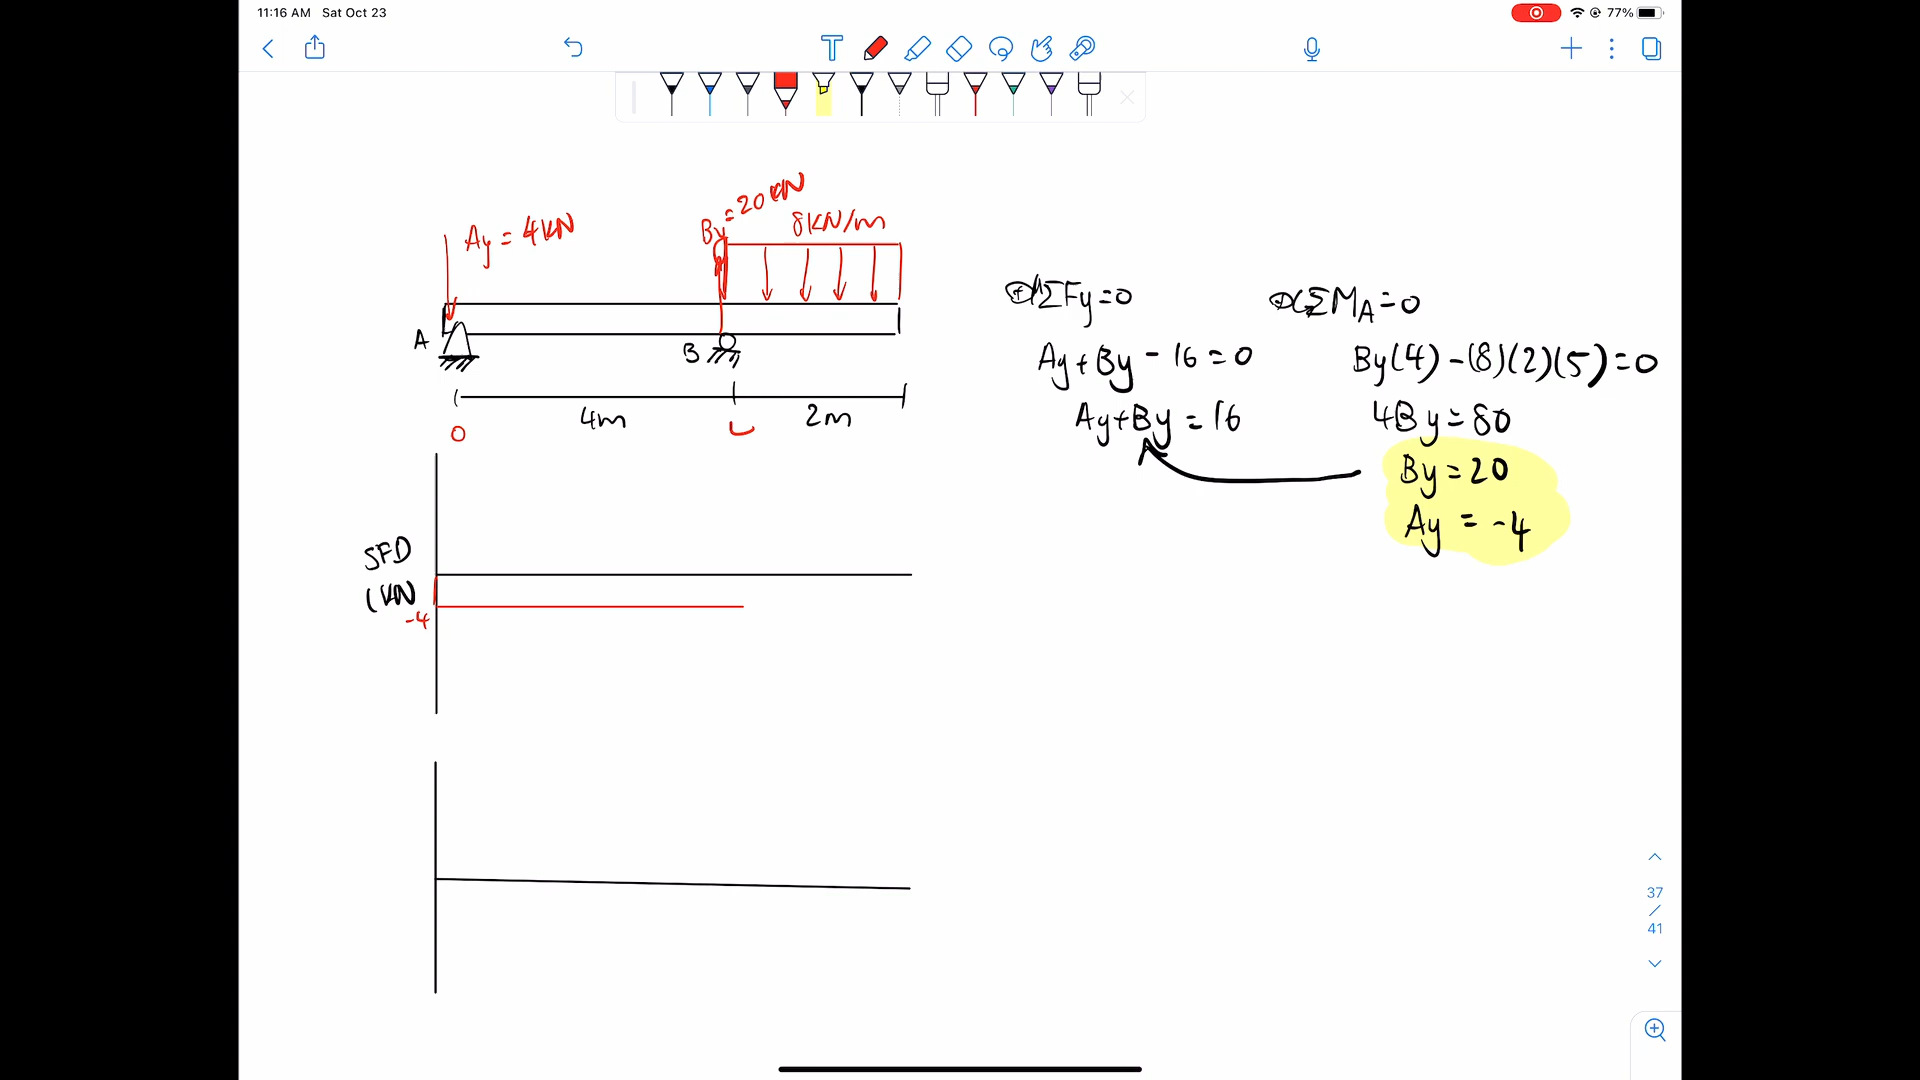 11:16 AM Sat Oct 23
77%
T
Ay = 4KN
By = 20KN
8KN/m
A
B
4m
2m
0
SFD
(KN
-4
+↑ΣFy=0
Ay+By-16=0
Ay+By=16
ΣMA=0
By(4)-(8)(2)(5)=0
4By=80
By=20
Ay=-4
37
/
41